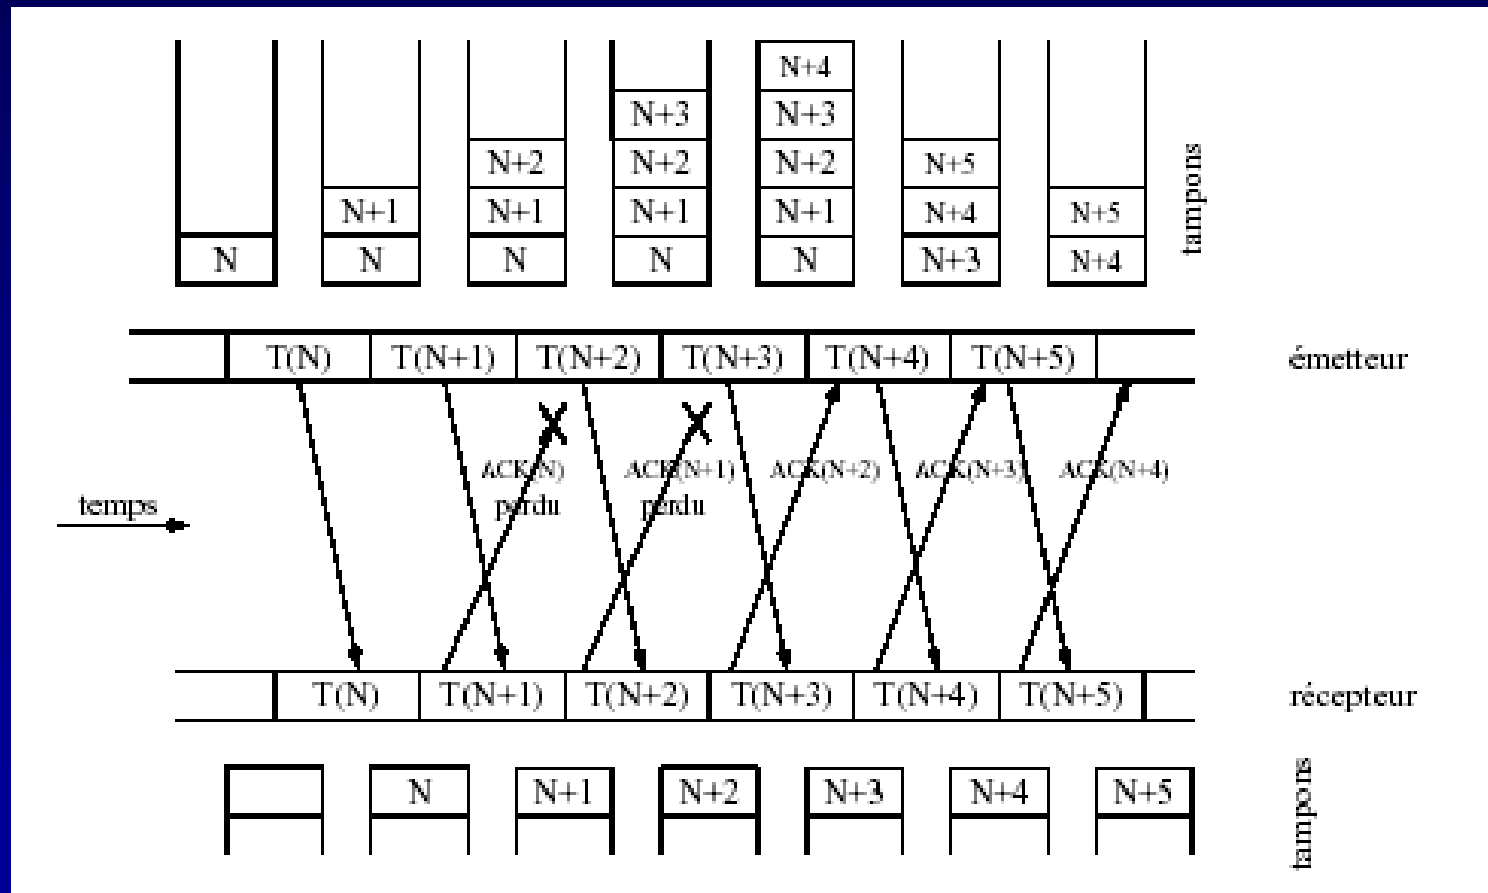 N+4
N+3 N+3
N+2 N+2 N+2 N+5
N+1 N+1 N+1 N+1 N+4 N+5
N N N N N N+3 N+4
tampons
T(N) T(N+1) T(N+2) T(N+3) T(N+4) T(N+5) émetteur
ACK(N) ACK(N+1) ACK(N+2) ACK(N+3) ACK(N+4)
perdu perdu
temps
T(N) T(N+1) T(N+2) T(N+3) T(N+4) T(N+5) récepteur
N N+1 N+2 N+3 N+4 N+5
tampons